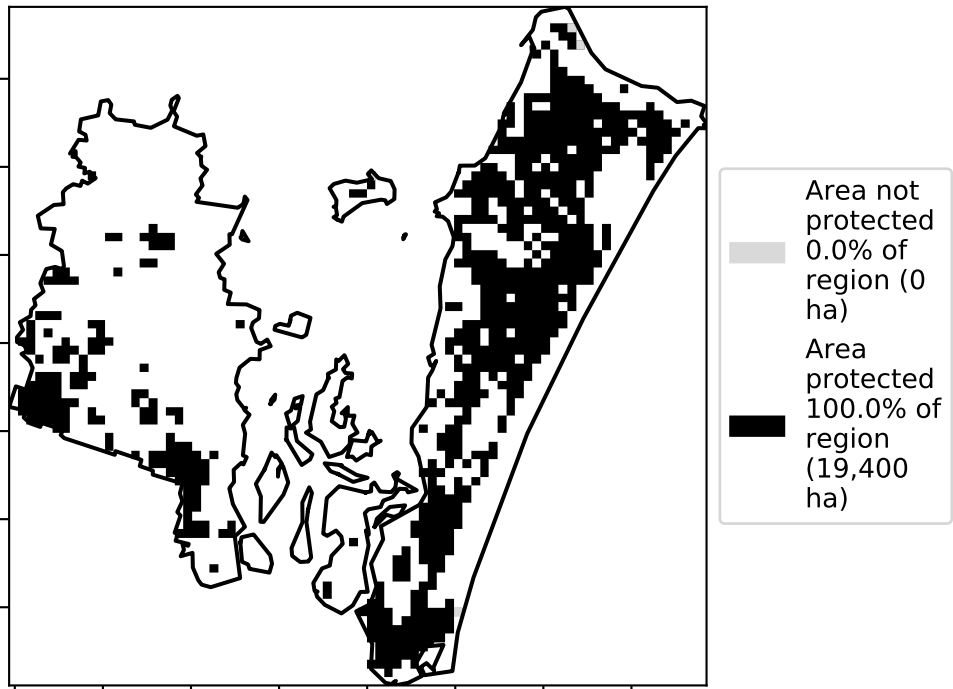 Area not
protected
0.0% of
region (0
ha)
Area
protected
100.0% of
region
(19,400
ha)